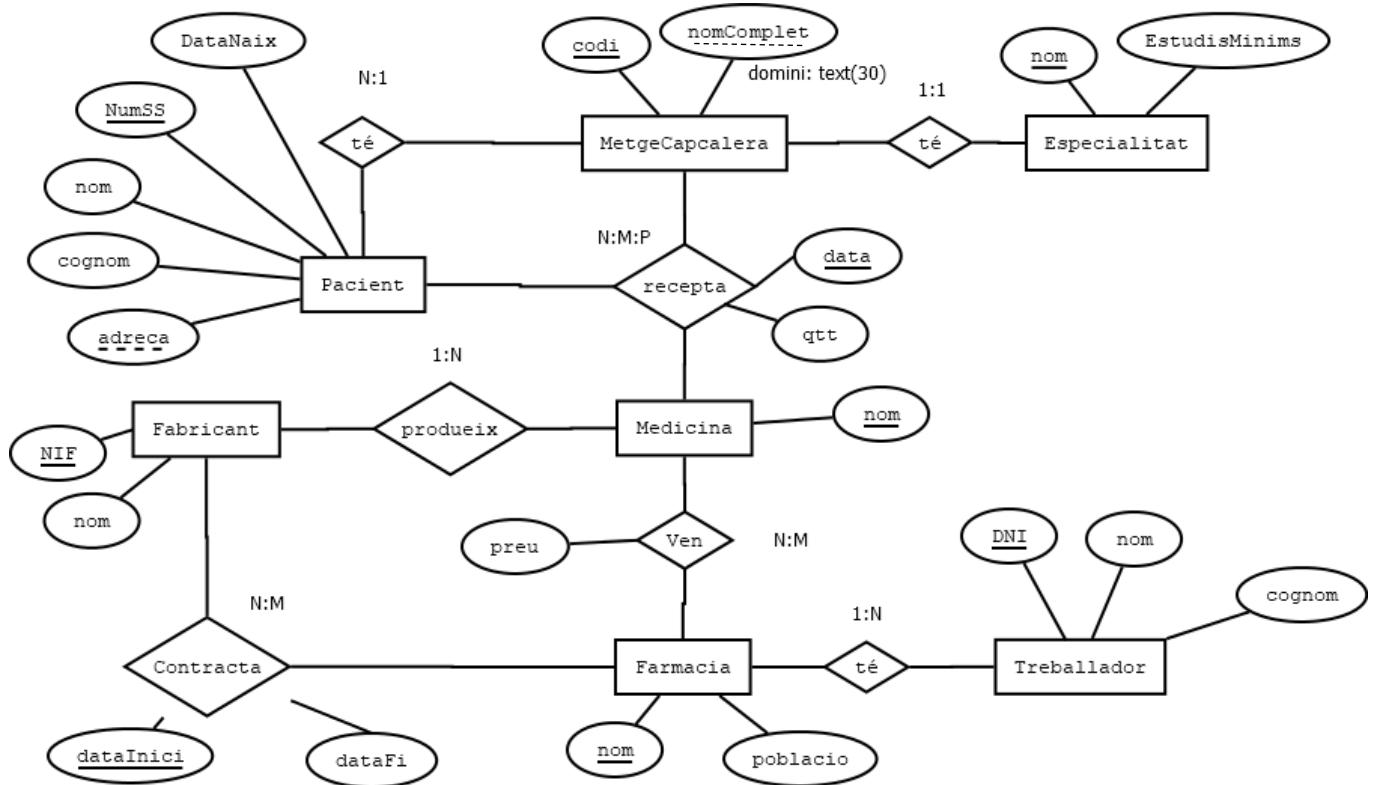 DataNaix
nomComplet
codi
EstudisMinims
nom
domini: text(30)
N:1
1:1
NumSS
té
MetgeCapcalera
té
Especialitat
nom
N:M:P
cognom
data
Pacient
recepta
adreca
qtt
1:N
Fabricant
produeix
Medicina
nom
NIF
nom
preu
Ven
N:M
DNI
nom
cognom
N:M
1:N
Contracta
Farmacia
té
Treballador
dataInici
dataFi
nom
poblacio